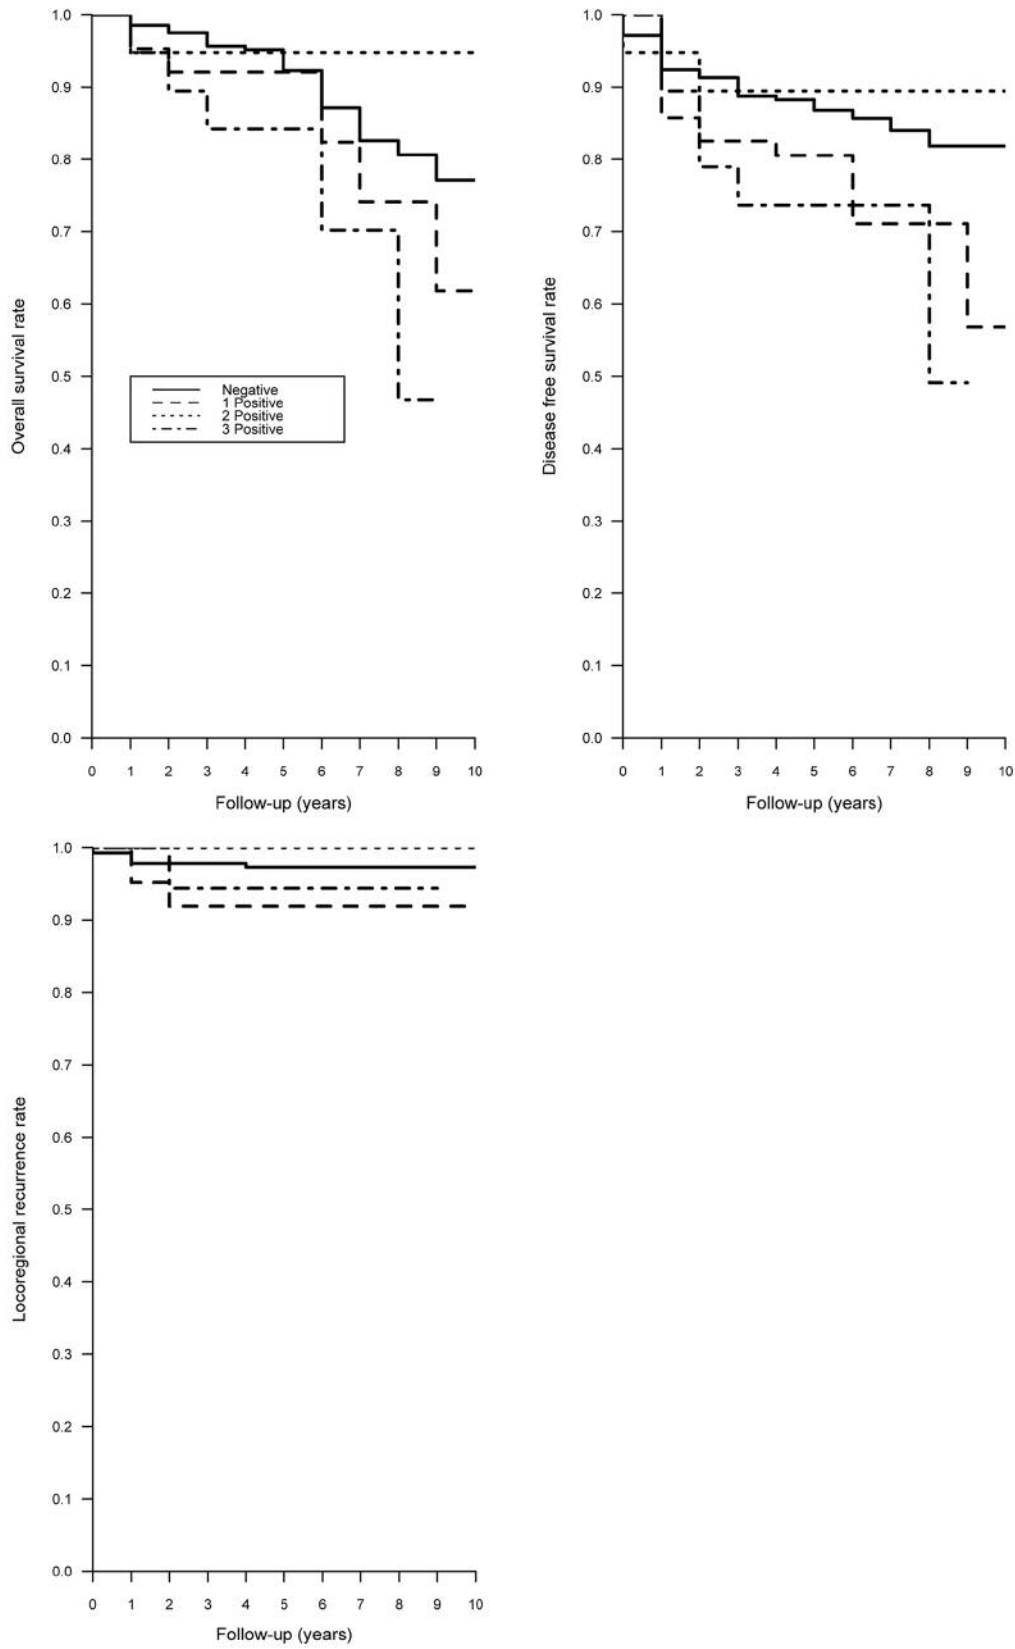 Overall survival rate
1.0
0.9
0.8
0.7
0.6
0.5
0.4
0.3
0.2
0.1
0.0
Negative
1 Positive
2 Positive
3 Positive
0 1 2 3 4 5 6 7 8 9 10
Follow-up (years)
Disease free survival rate
1.0
0.9
0.8
0.7
0.6
0.5
0.4
0.3
0.2
0.1
0.0
0 1 2 3 4 5 6 7 8 9 10
Follow-up (years)
Locoregional recurrence rate
1.0
0.9
0.8
0.7
0.6
0.5
0.4
0.3
0.2
0.1
0.0
0 1 2 3 4 5 6 7 8 9 10
Follow-up (years)